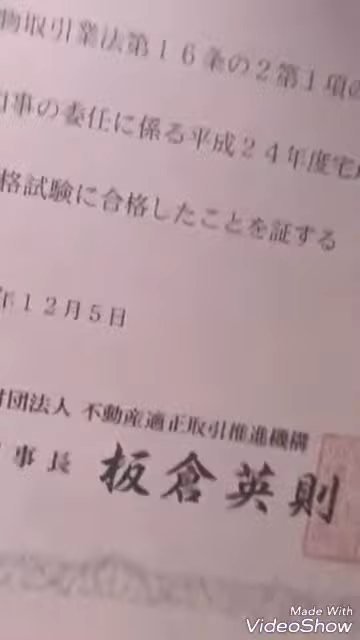 物取引業法第16条の2第1項の
事の委任に係る平成24年度宅
格試験に合格したことを証する
年12月5日
財団法人 不動産適正取引推進機構
事長 板倉英則
Made With
VideoShow